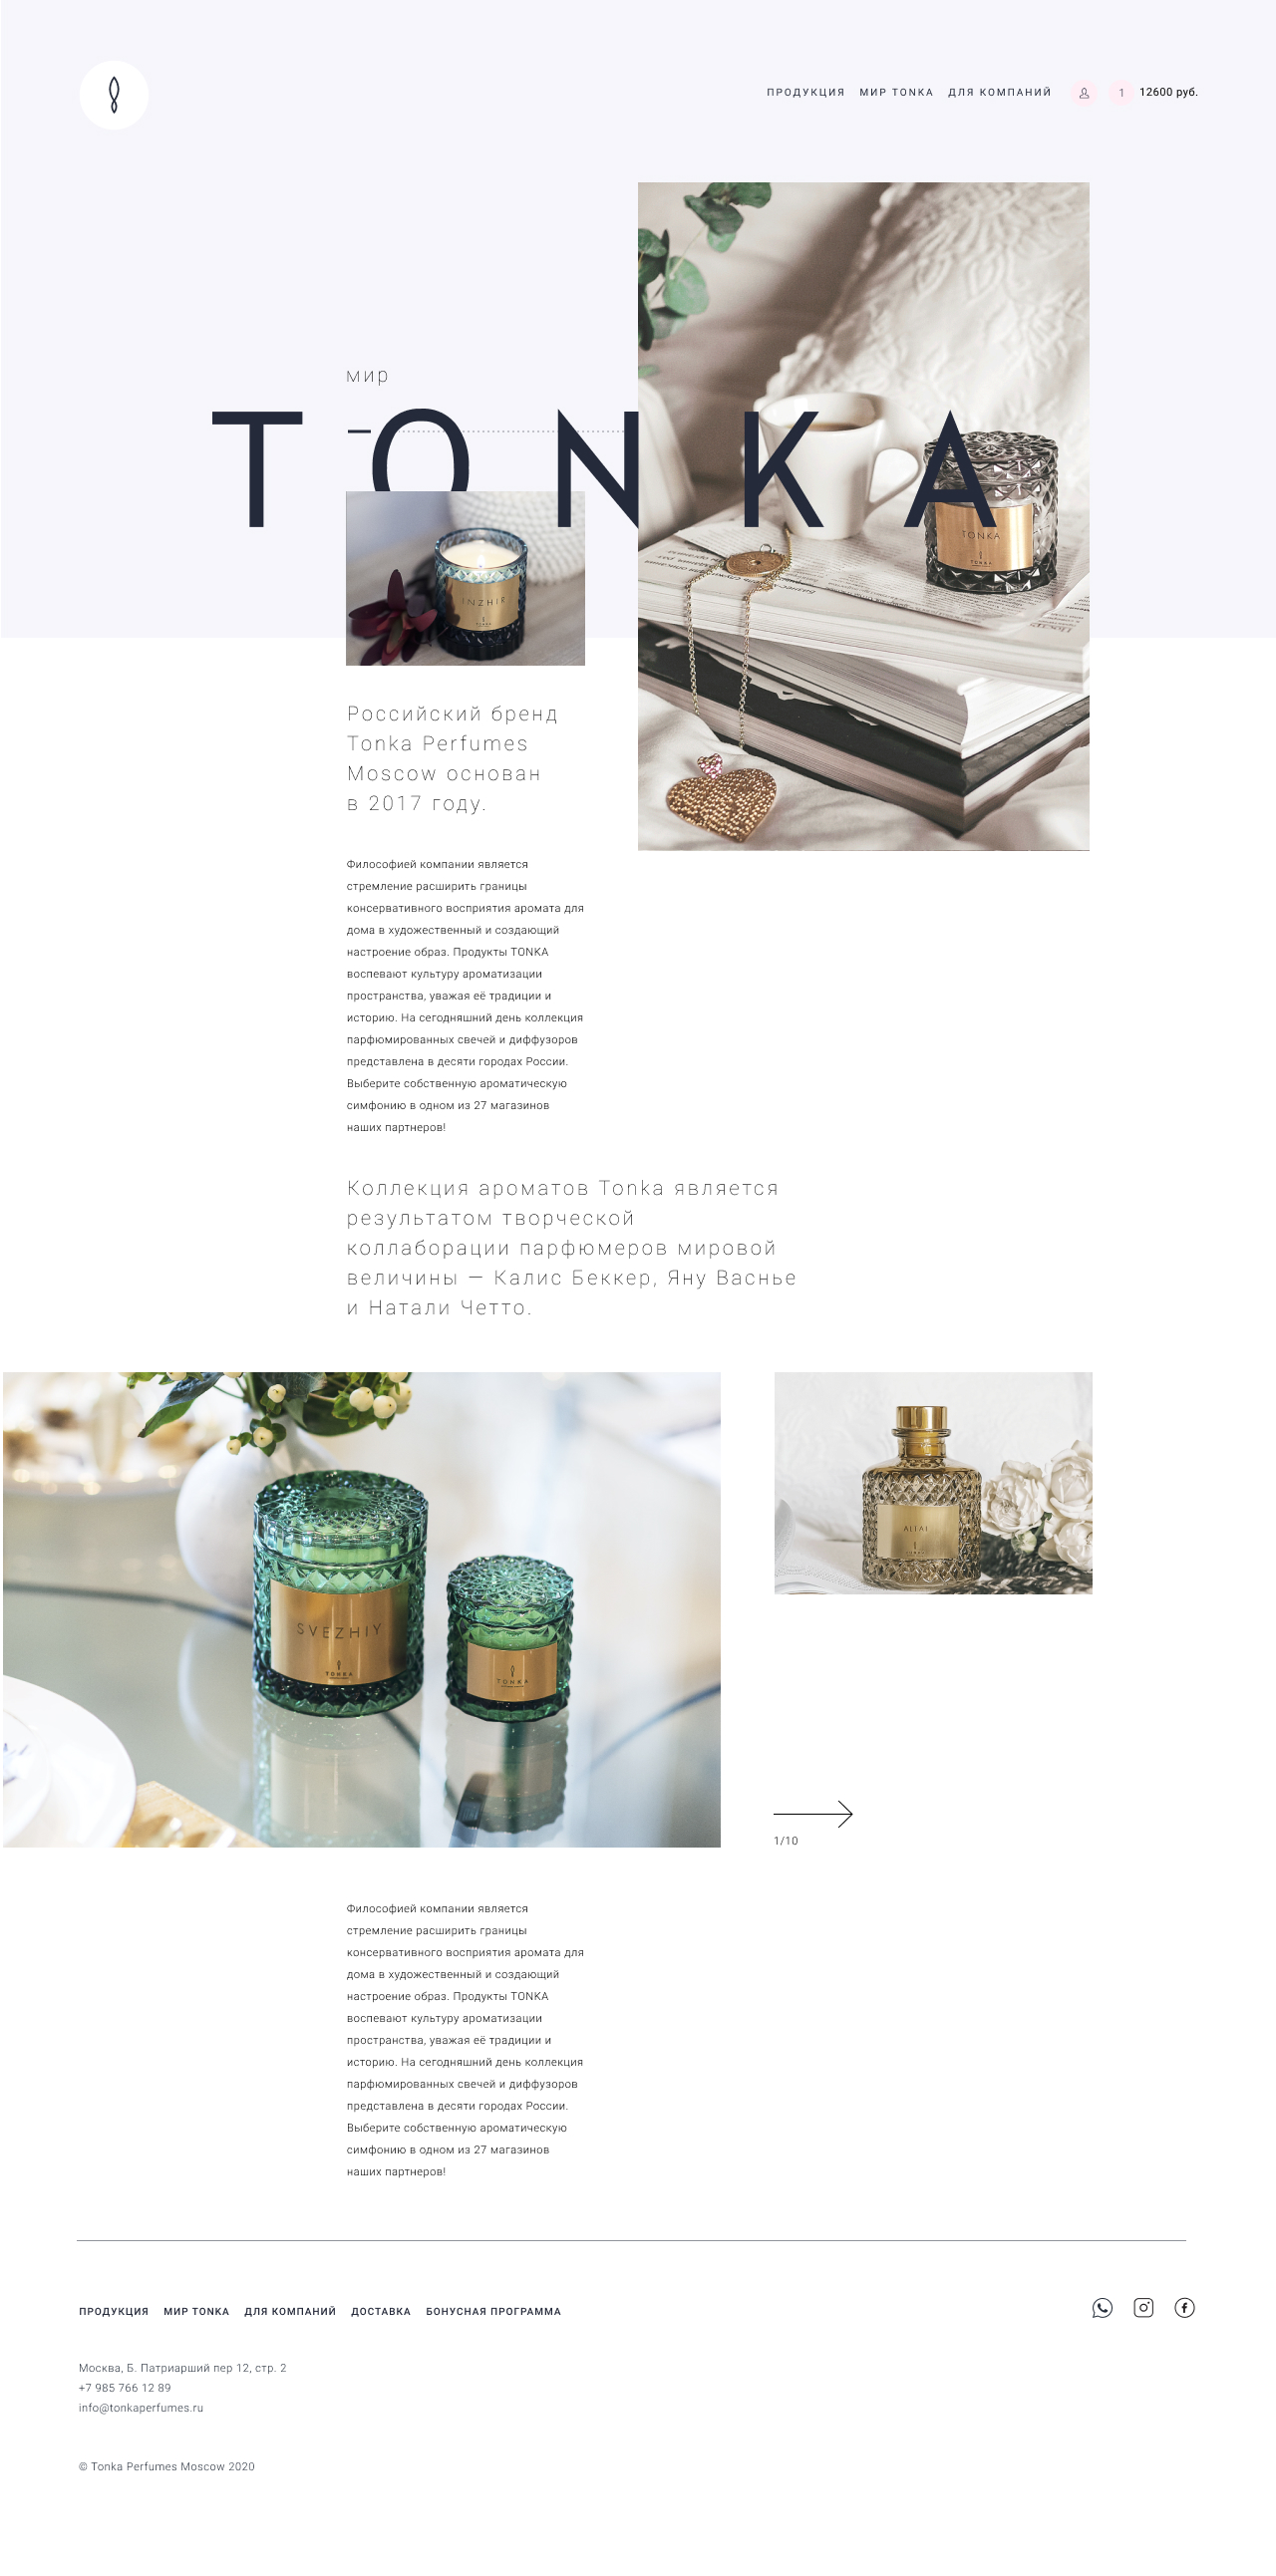 ПРОДУКЦИЯ МИР TONKA ДЛЯ КОМПАНИЙ 1 12600 руб.
мир
TONKA
TONKA
TONKA
INZHIR
TONKA
Российский бренд
Tonka Perfumes
Moscow основан
в 2017 году.
Философией компании является
стремление расширить границы
консервативного восприятия аромата для
дома в художественный и создающий
настроение образ. Продукты TONKA
воспевают культуру ароматизации
пространства, уважая её традиции и
историю. На сегодняшний день коллекция
парфюмированных свечей и диффузоров
представлена в десяти городах России.
Выберите собственную ароматическую
симфонию в одном из 27 магазинов
наших партнеров!
Коллекция ароматов Tonka является
результатом творческой
коллаборации парфюмеров мировой
величины — Калис Беккер, Яну Васнье
и Натали Четто.
SVEZHIY
TONKA
TONKA
ALTAI
1/10
Философией компании является
стремление расширить границы
консервативного восприятия аромата для
дома в художественный и создающий
настроение образ. Продукты TONKA
воспевают культуру ароматизации
пространства, уважая её традиции и
историю. На сегодняшний день коллекция
парфюмированных свечей и диффузоров
представлена в десяти городах России.
Выберите собственную ароматическую
симфонию в одном из 27 магазинов
наших партнеров!
ПРОДУКЦИЯ МИР TONKA ДЛЯ КОМПАНИЙ ДОСТАВКА БОНУСНАЯ ПРОГРАММА
Москва, Б. Патриарший пер 12, стр. 2
+7 985 766 12 89
info@tonkaperfumes.ru
© Tonka Perfumes Moscow 2020